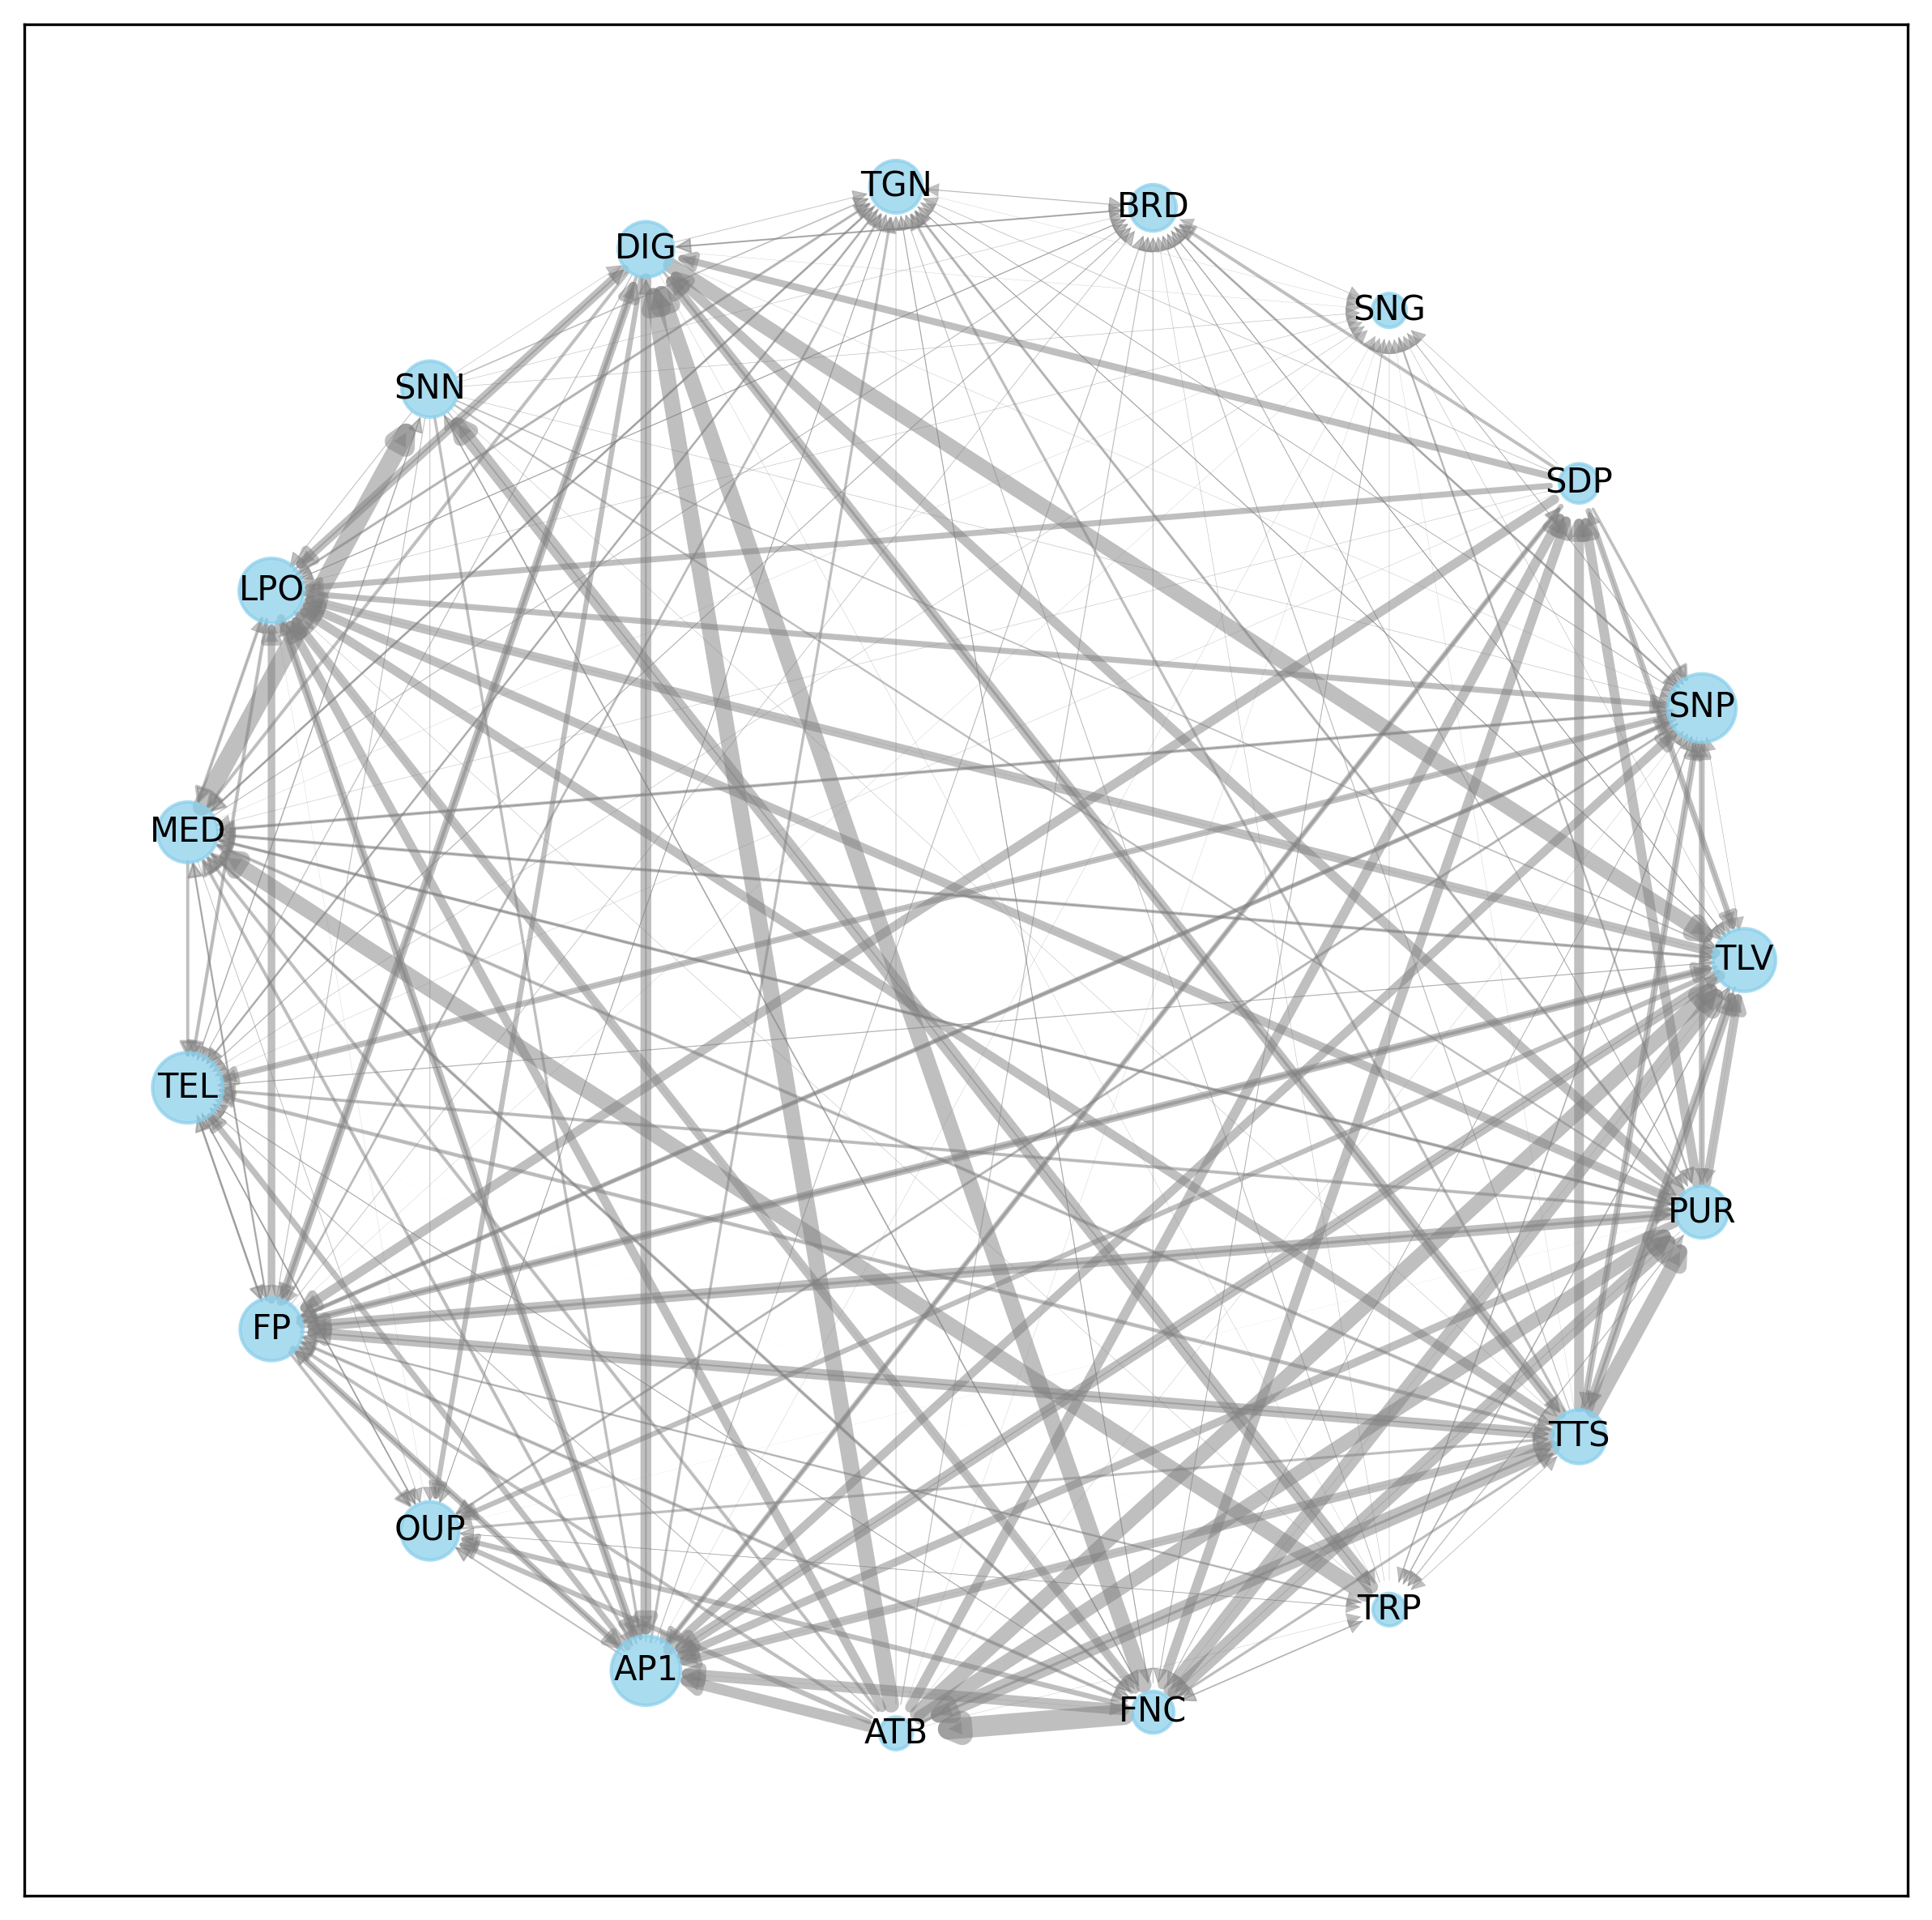 TGN
BRD
DIG
SNG
SNN
SDP
LPO
SNP
MED
TLV
TEL
PUR
FP
TTS
OUP
TRP
AP1
FNC
ATB